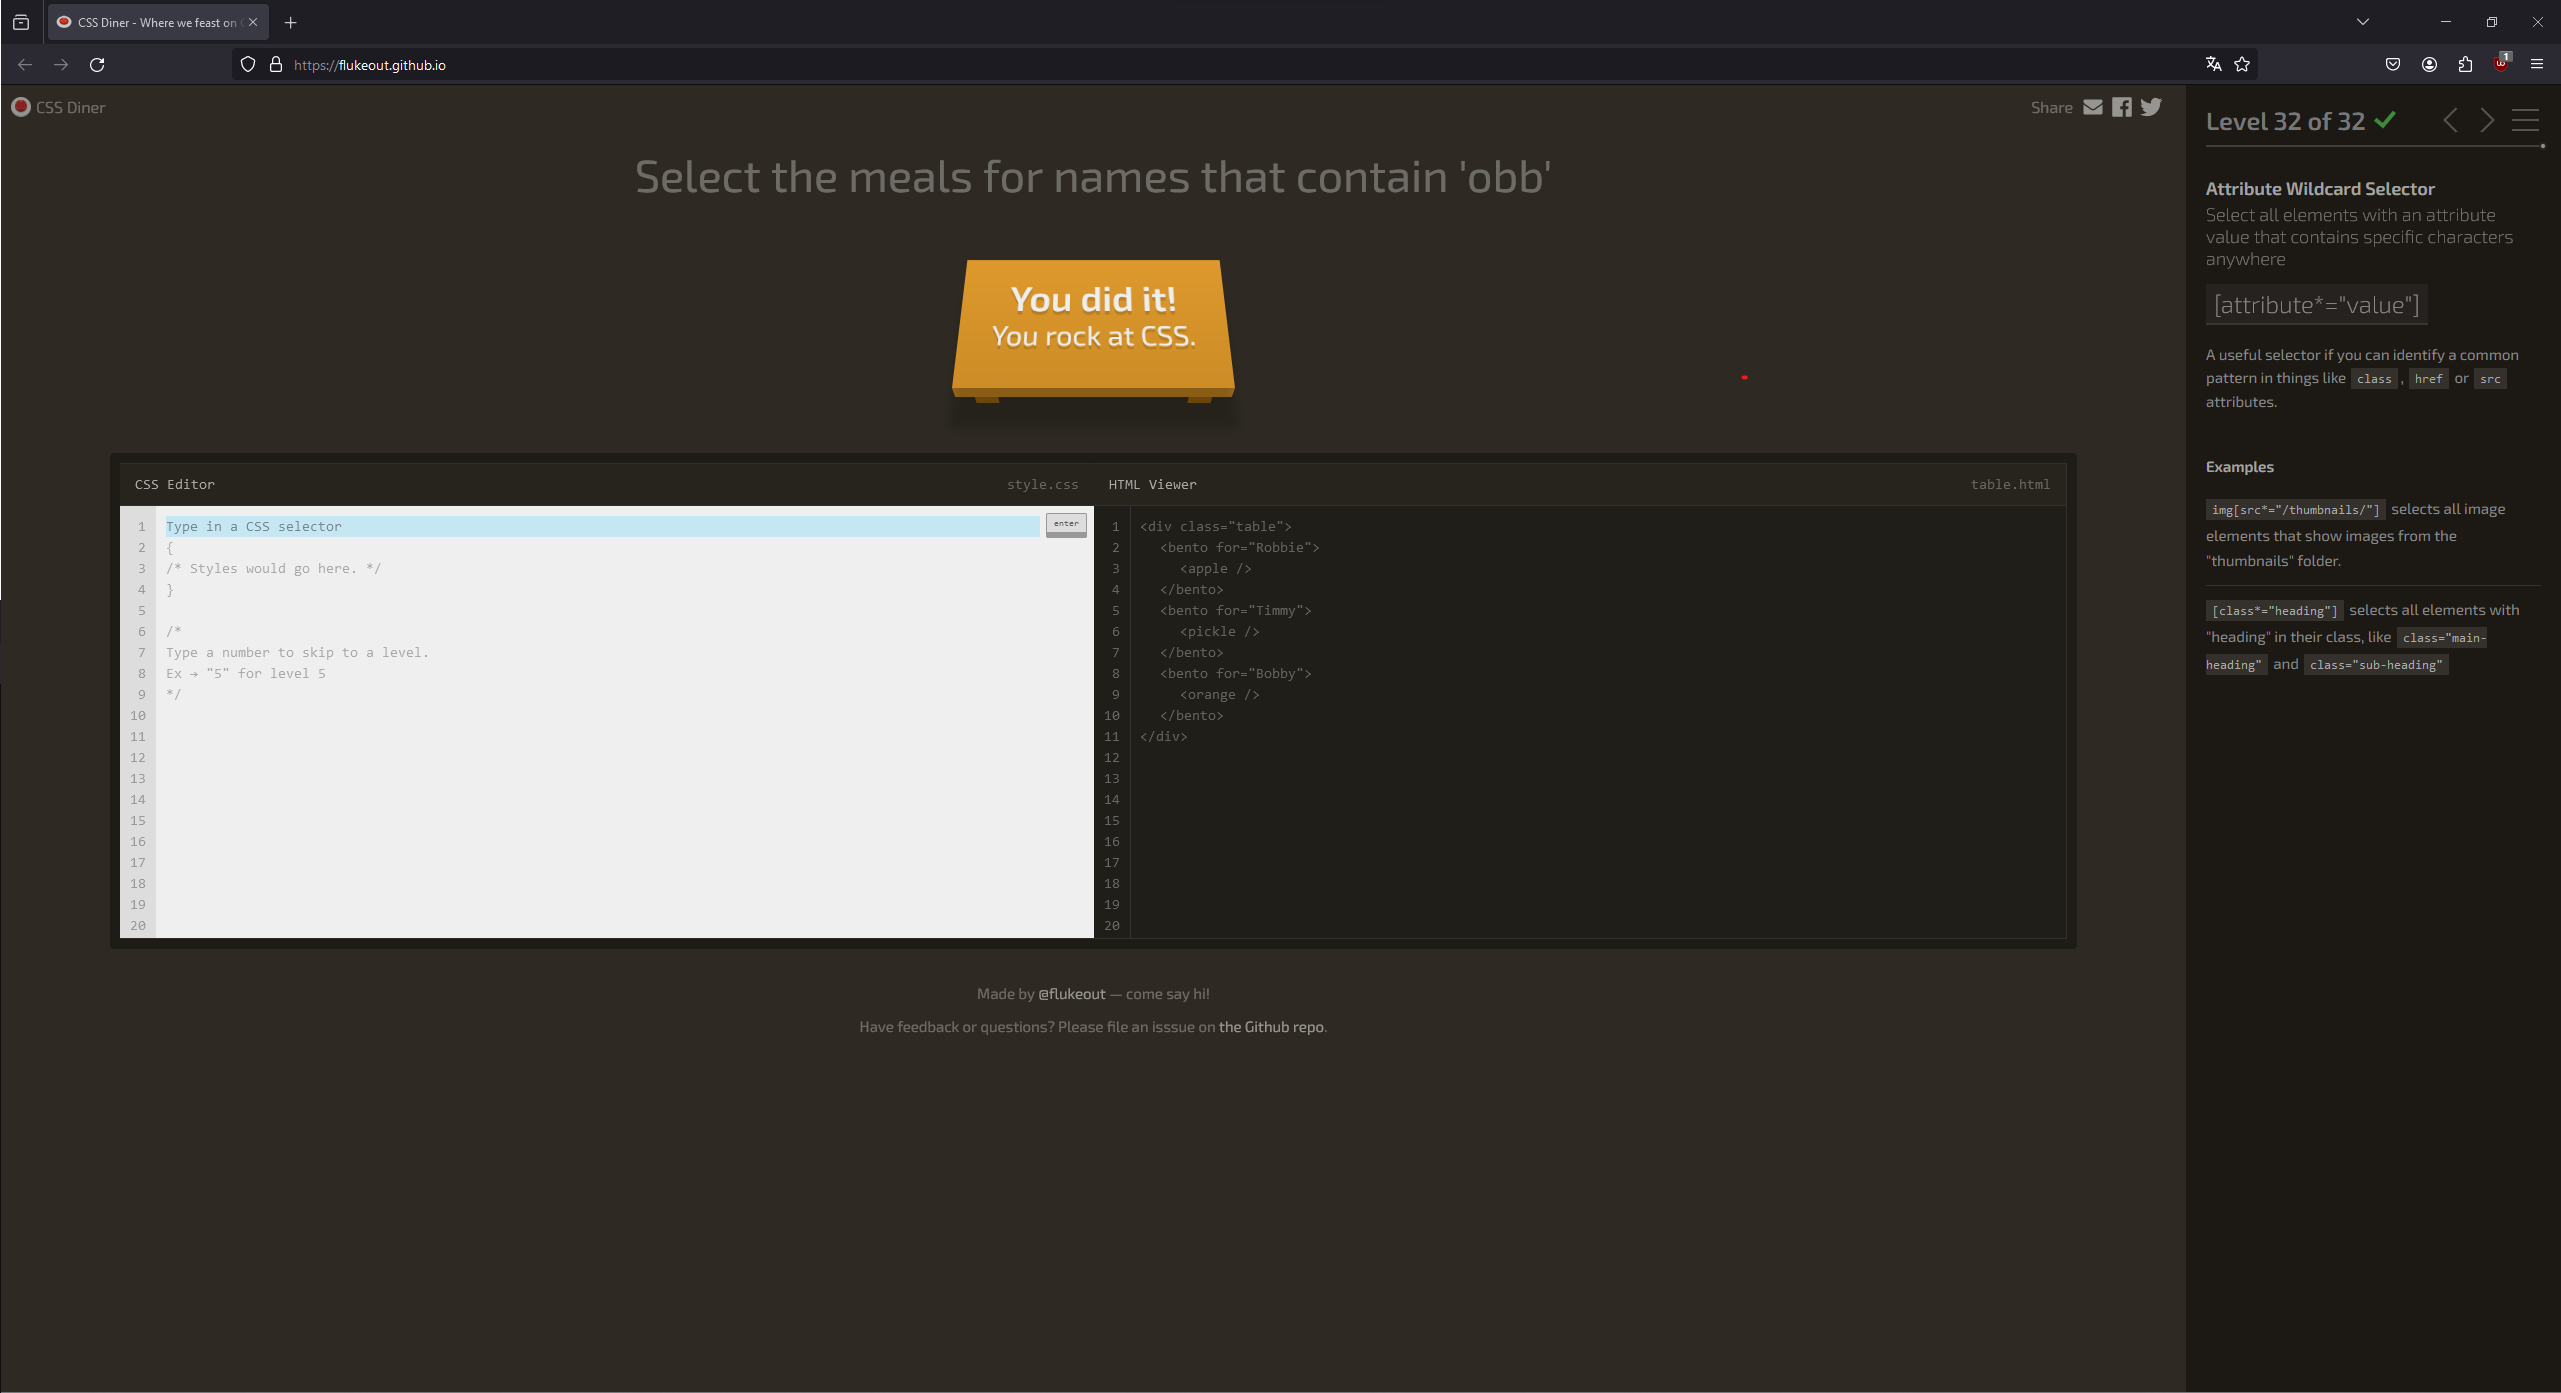 CSS Diner - Where we feast on
https://flukeout.github.io
1
CSS Diner
Share
Select the meals for names that contain 'obb'
You did it!
You rock at CSS.
CSS Editor
style.css
1 Type in a CSS selector
enter
2 {
3 /* Styles would go here. */
4 }
5
6 /*
7 Type a number to skip to a level.
8 Ex → "5" for level 5
9 */
10
11
12
13
14
15
16
17
18
19
20
HTML Viewer
table.html
1 <div class="table">
2 <bento for="Robbie">
3 <apple />
4 </bento>
5 <bento for="Timmy">
6 <pickle />
7 </bento>
8 <bento for="Bobby">
9 <orange />
10 </bento>
11 </div>
12
13
14
15
16
17
18
19
20
Made by @flukeout — come say hi!
Have feedback or questions? Please file an isssue on the Github repo.
Level 32 of 32
Attribute Wildcard Selector
Select all elements with an attribute
value that contains specific characters
anywhere
[attribute*="value"]
A useful selector if you can identify a common
pattern in things like class , href or src
attributes.
Examples
img[src*="/thumbnails/"] selects all image
elements that show images from the
"thumbnails" folder.
[class*="heading"] selects all elements with
"heading" in their class, like class="main-
heading" and class="sub-heading"